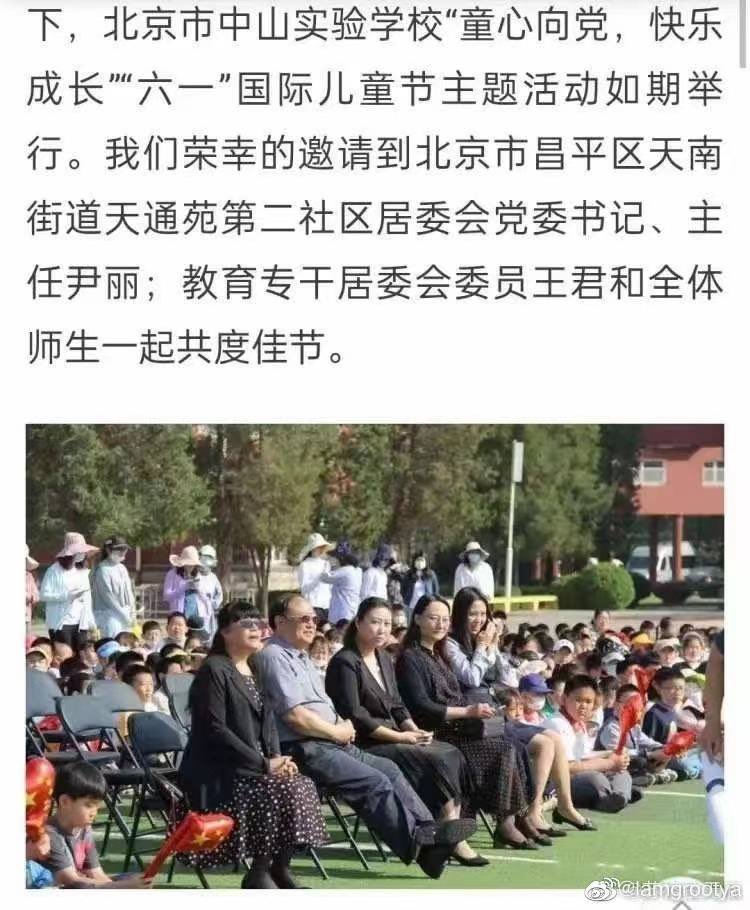 下，北京市中山实验学校“童心向党，快乐
成长”“六一”国际儿童节主题活动如期举
行。我们荣幸的邀请到北京市昌平区天南
街道天通苑第二社区居委会党委书记、主
任尹丽；教育专干居委会委员王君和全体
师生一起共度佳节。
@Iamgrootya